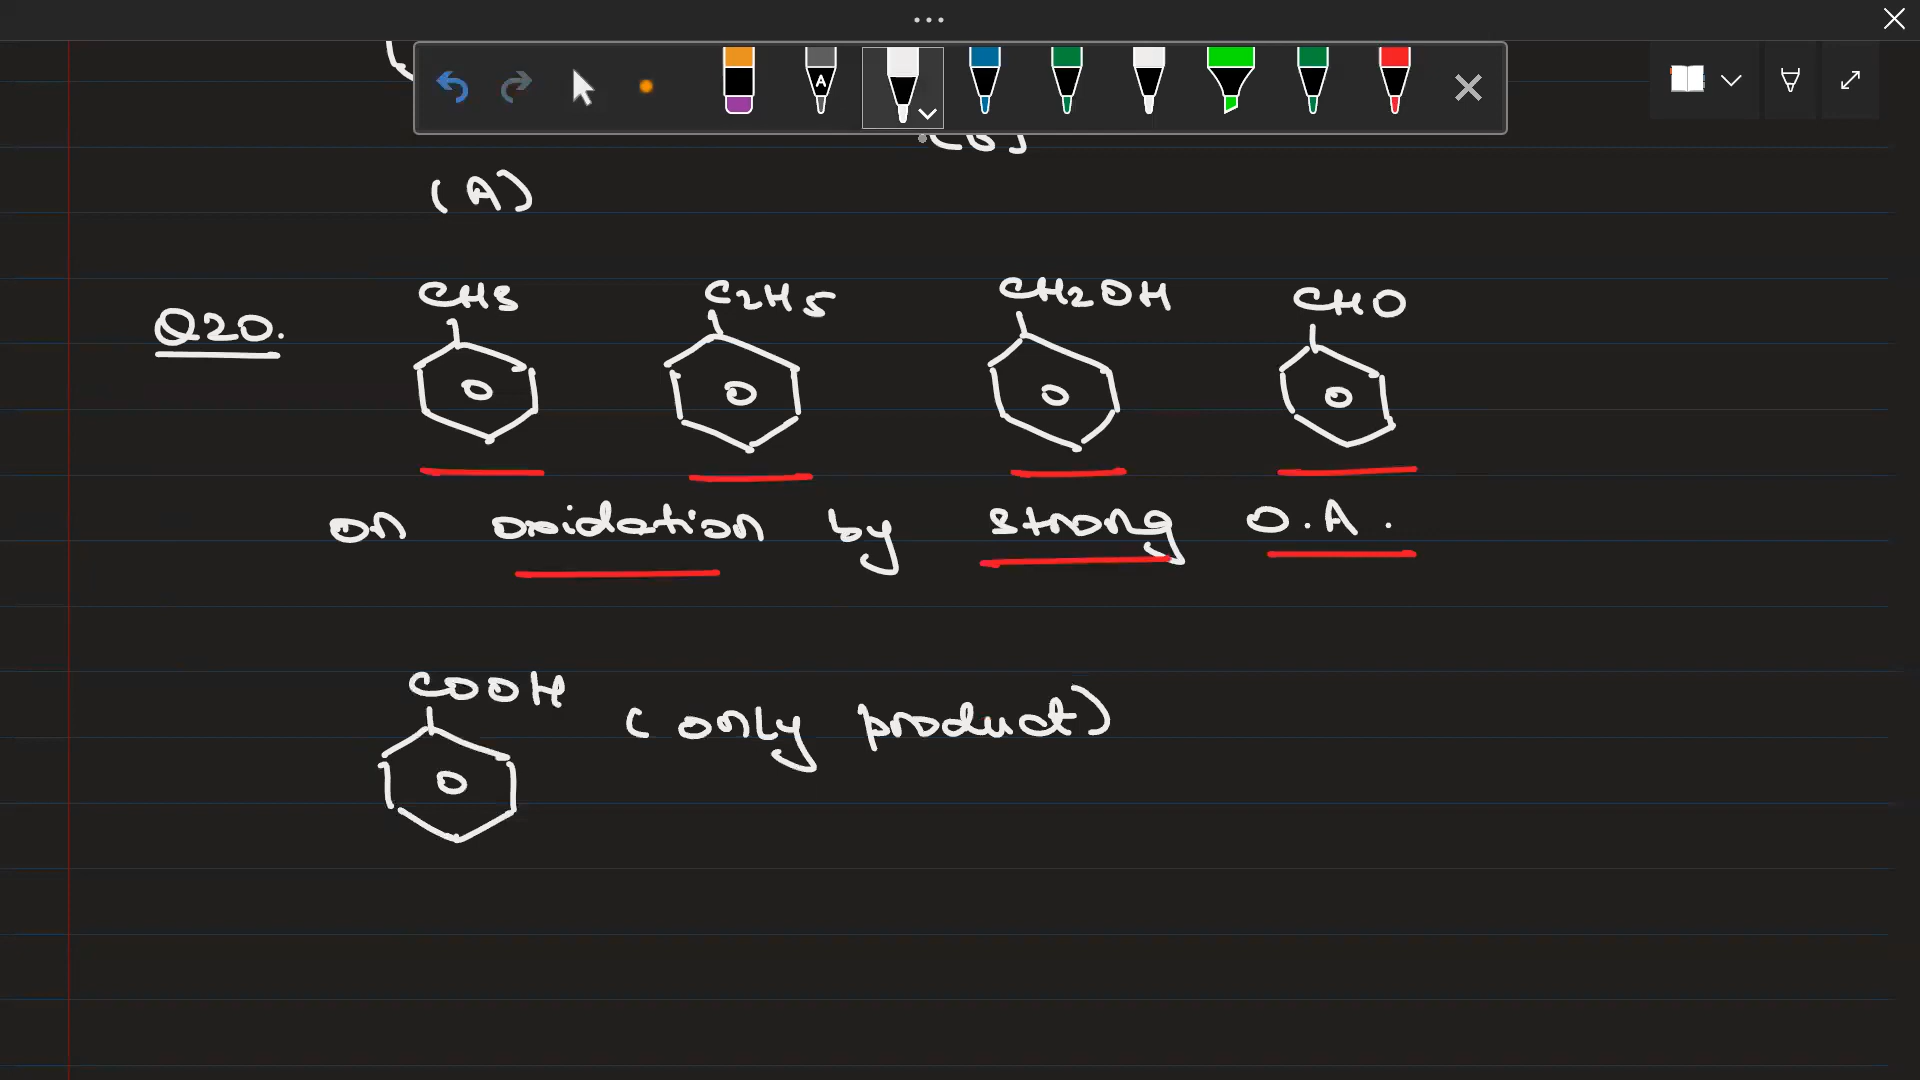 (A)
Q20. CH3 C2H5 CH2OH CHO
on oxidation by strong O.A.
COOH (only product)